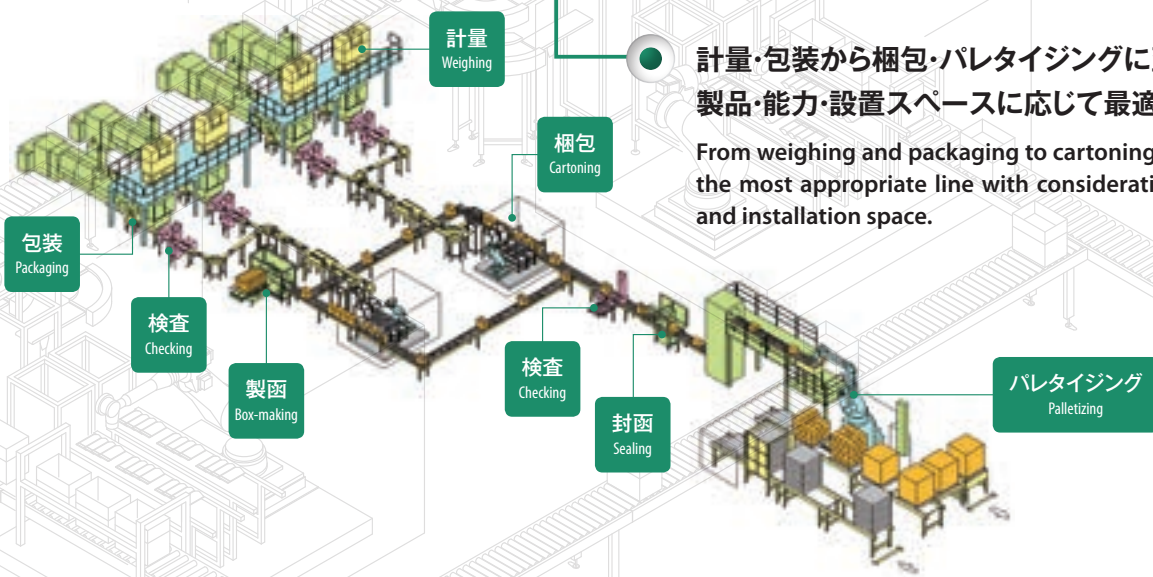 計量
Weighing
計量・包装から梱包・パレタイジングに
製品・能力・設置スペースに応じて最適
From weighing and packaging to cartoning
the most appropriate line with considerati
and installation space.
梱包
Cartoning
包装
Packaging
検査
Checking
製函
Box-making
検査
Checking
封函
Sealing
パレタイジング
Palletizing